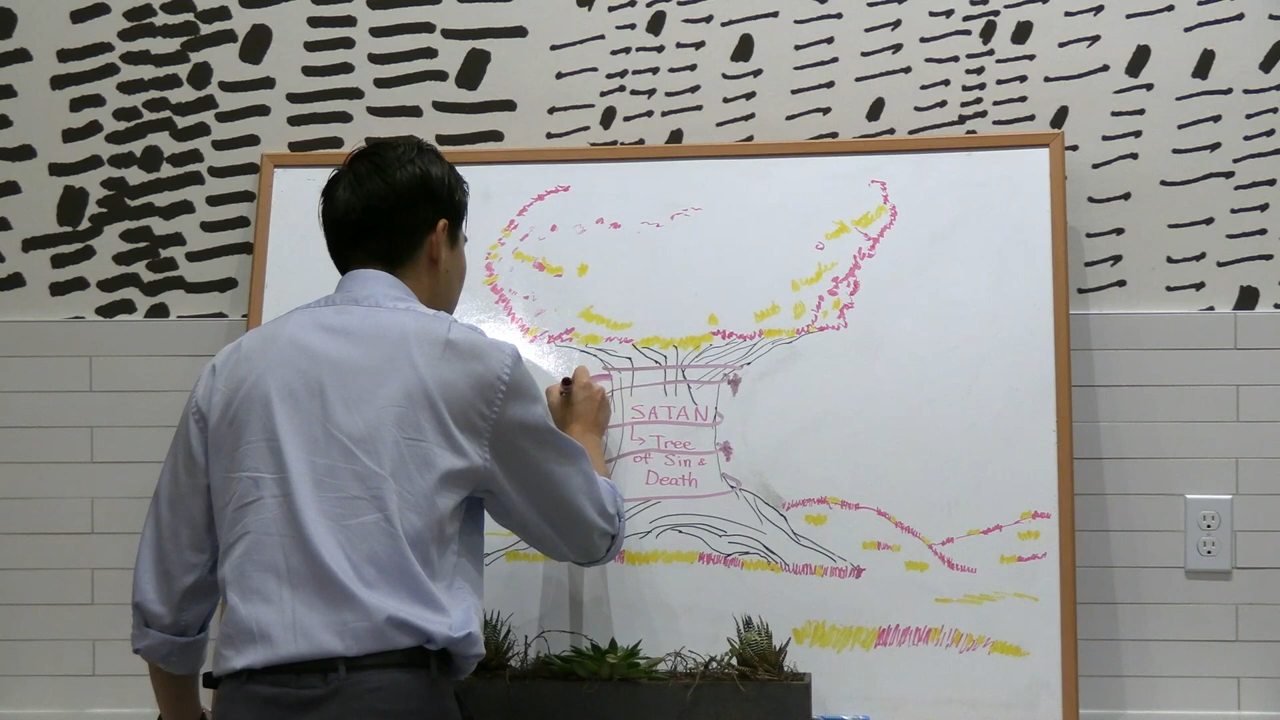 SATAN
↳ Tree
of Sin &
Death